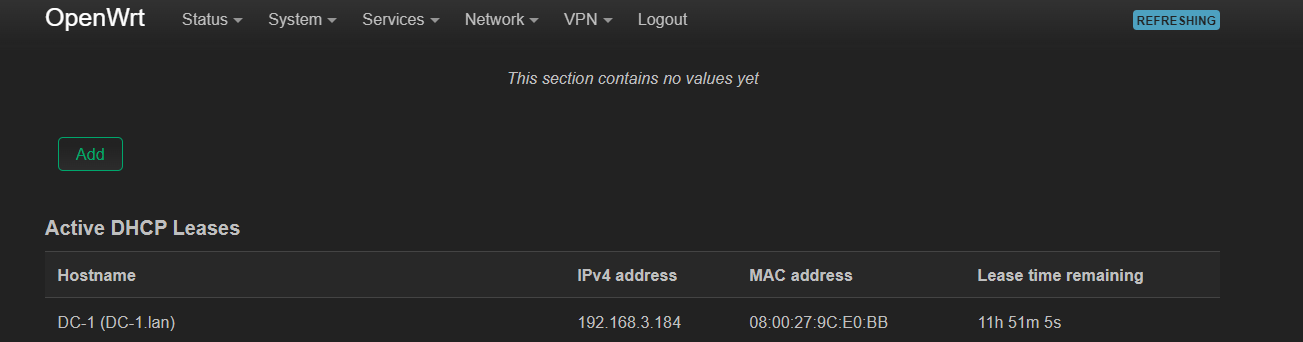 OpenWrt Status System Services Network VPN Logout REFRESHING
This section contains no values yet
Add
Active DHCP Leases
Hostname IPv4 address MAC address Lease time remaining
DC-1 (DC-1.lan) 192.168.3.184 08:00:27:9C:E0:BB 11h 51m 5s